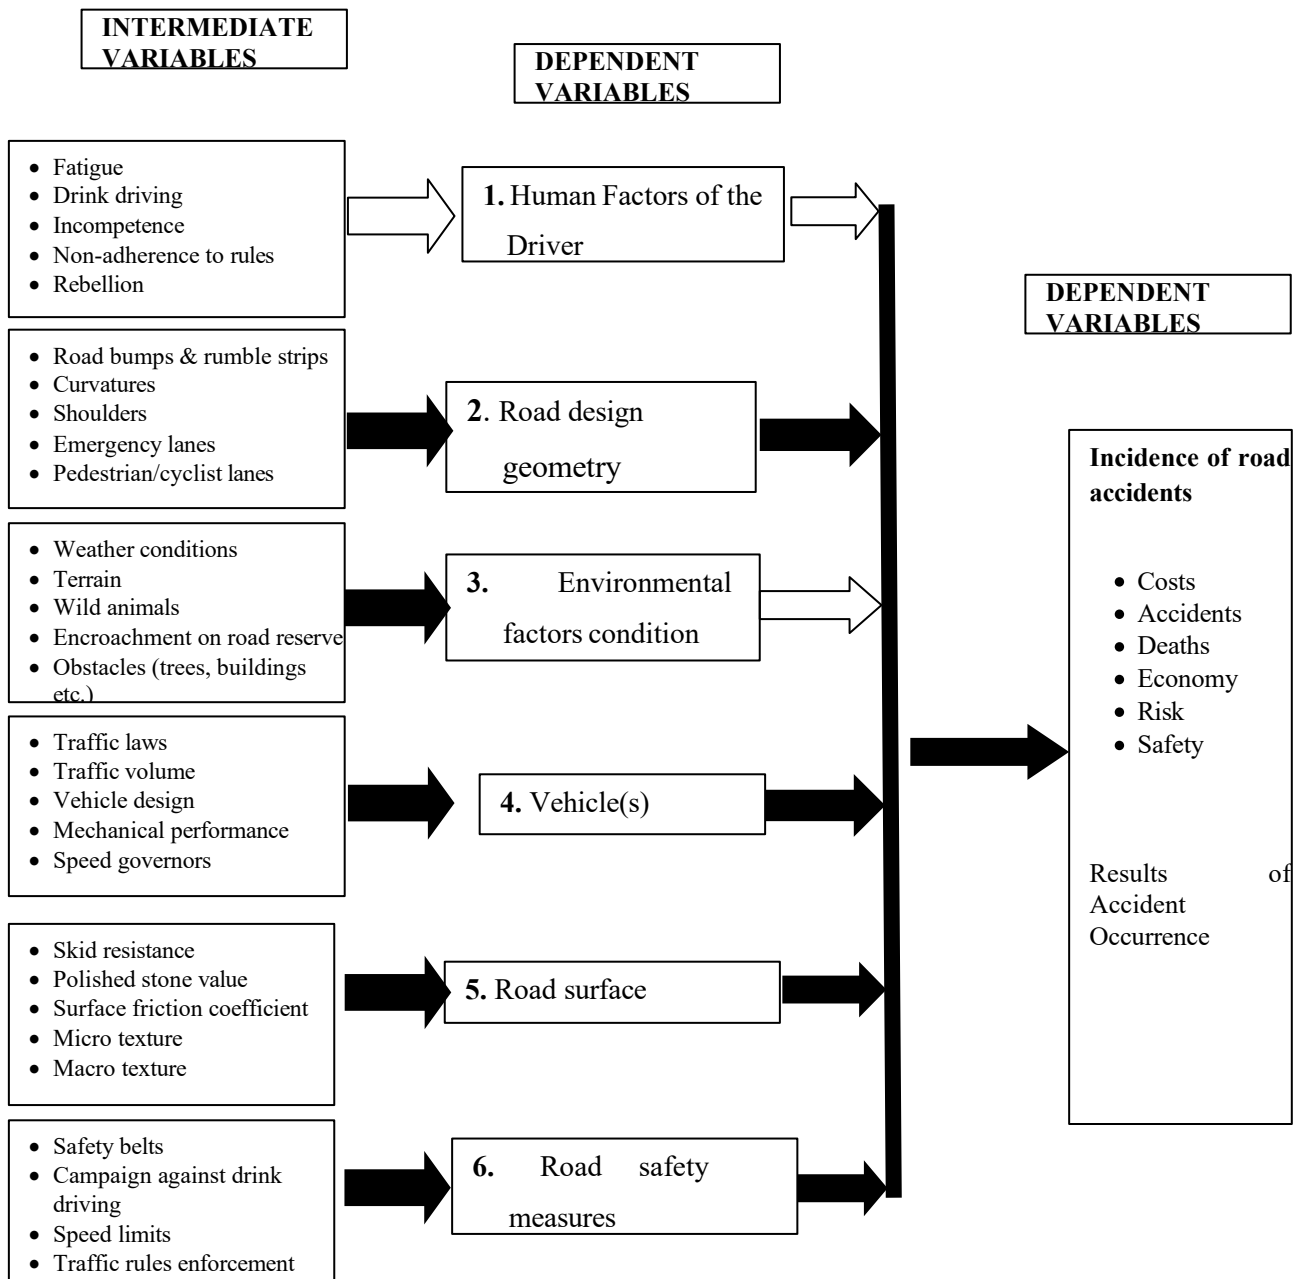 INTERMEDIATE
VARIABLES
DEPENDENT
VARIABLES
• Fatigue
• Drink driving
• Incompetence
• Non-adherence to rules
• Rebellion
1. Human Factors of the
Driver
DEPENDENT
VARIABLES
• Road bumps & rumble strips
• Curvatures
• Shoulders
• Emergency lanes
• Pedestrian/cyclist lanes
2. Road design
geometry
• Weather conditions
• Terrain
• Wild animals
• Encroachment on road reserve
• Obstacles (trees, buildings
etc.)
3. Environmental
factors condition
• Traffic laws
• Traffic volume
• Vehicle design
• Mechanical performance
• Speed governors
4. Vehicle(s)
• Skid resistance
• Polished stone value
• Surface friction coefficient
• Micro texture
• Macro texture
5. Road surface
• Safety belts
• Campaign against drink
driving
• Speed limits
• Traffic rules enforcement
6. Road safety
measures
Incidence of road
accidents
• Costs
• Accidents
• Deaths
• Economy
• Risk
• Safety
Results of
Accident
Occurrence